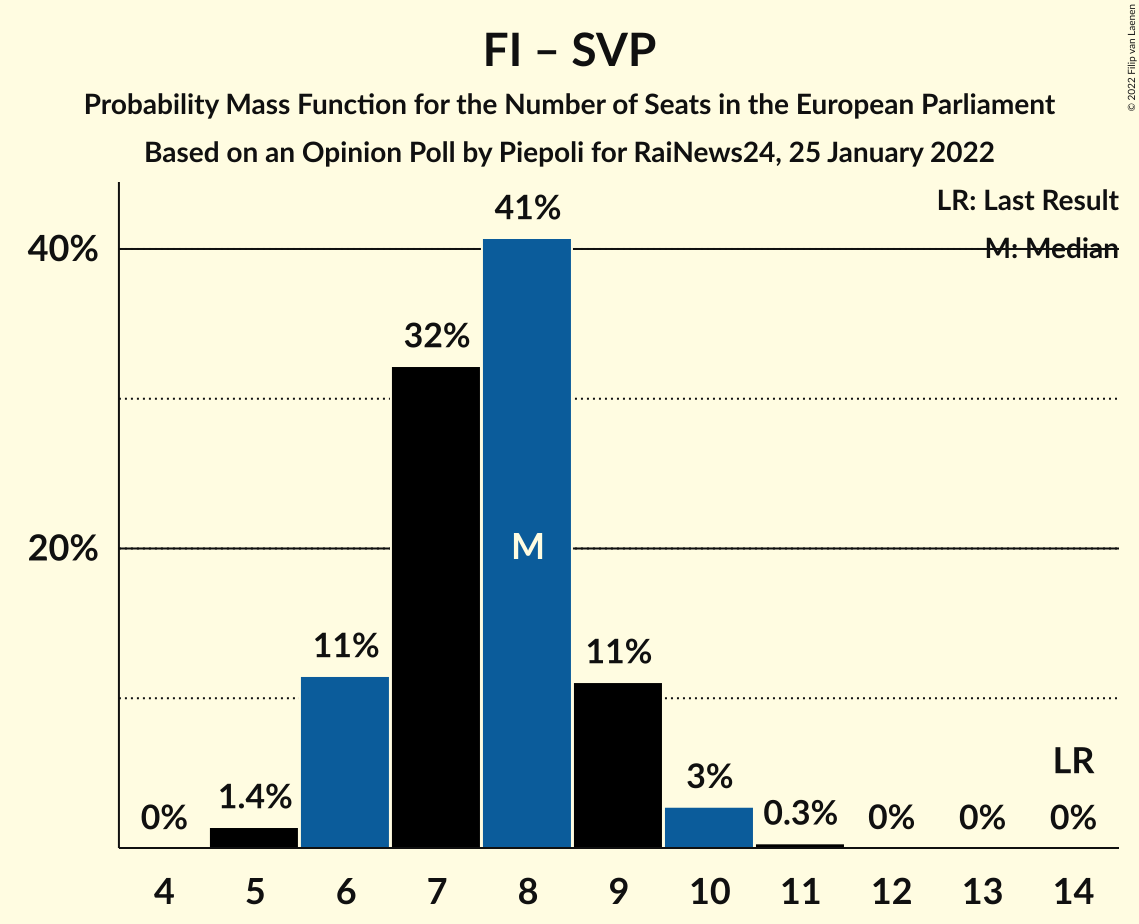 FI – SVP
Probability Mass Function for the Number of Seats in the European Parliament
Based on an Opinion Poll by Piepoli for RaiNews24, 25 January 2022
© 2022 Filip van Laenen
LR: Last Result
M: Median
40%
20%
0%
1.4%
11%
32%
41%
M
11%
3%
0.3%
0%
0%
LR
0%
4 5 6 7 8 9 10 11 12 13 14